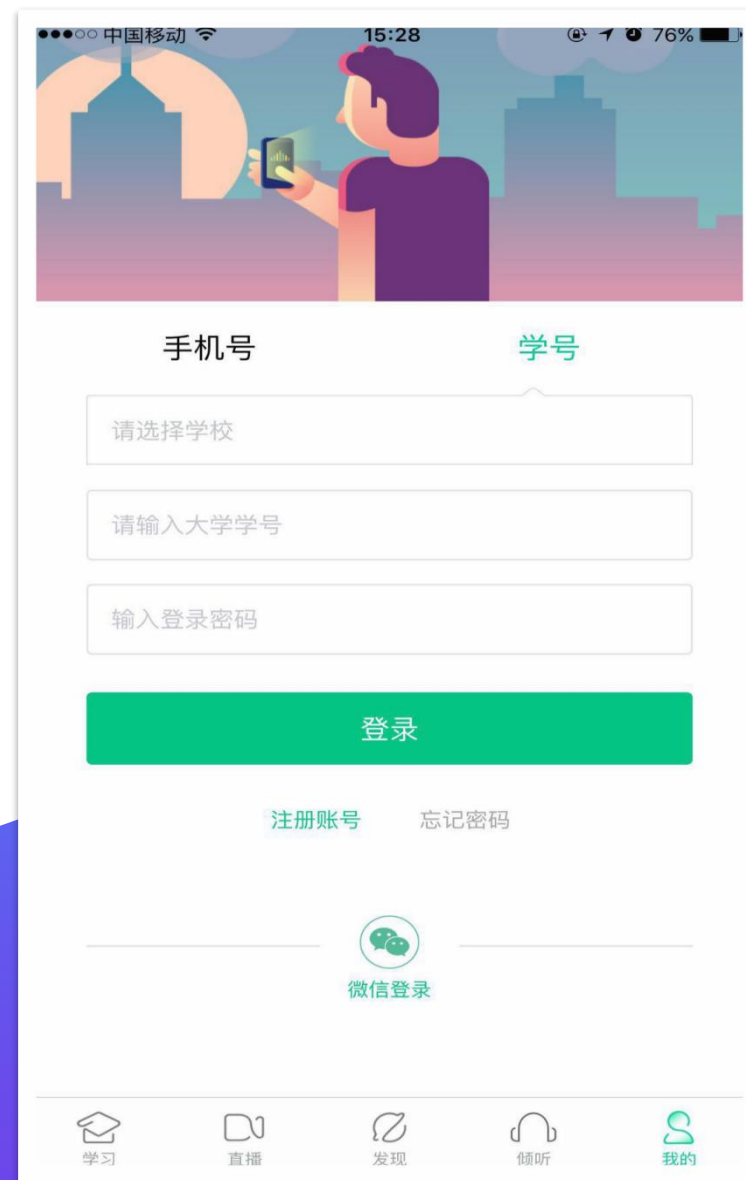 中国移动 15:28 76%
手机号 学号
请选择学校
请输入大学学号
输入登录密码
登录
注册账号 忘记密码
微信登录
学习 直播 发现 倾听 我的